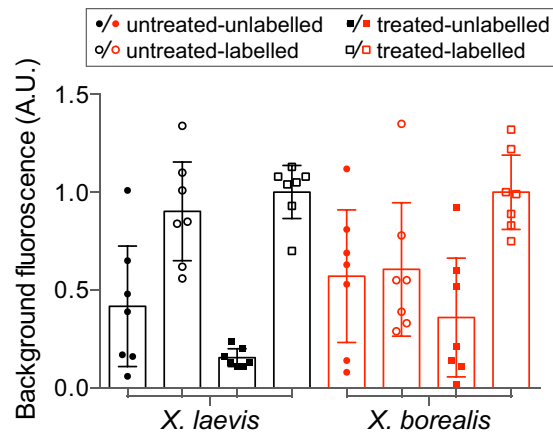 ●/● untreated-unlabelled ■/■ treated-unlabelled
○/○ untreated-labelled □/□ treated-labelled
Background fluoroscence (A.U.)
1.5
1.0
0.5
0.0
X. laevis X. borealis